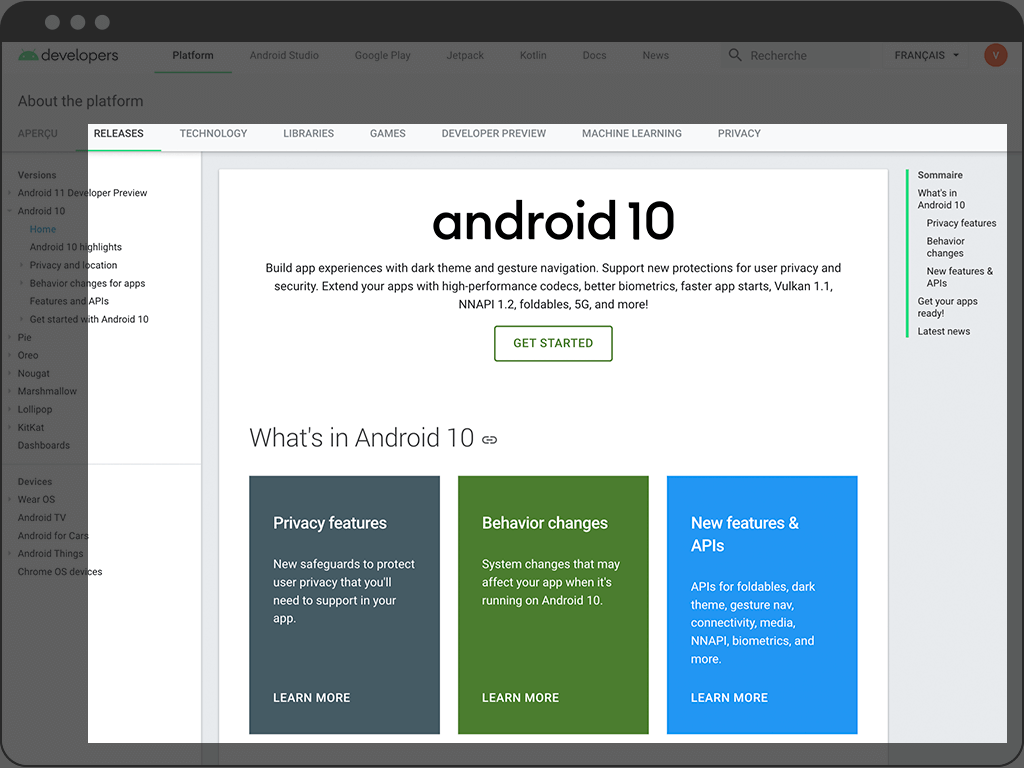 developers
Platform
Android Studio
Google Play
Jetpack
Kotlin
Docs
News
Recherche
FRANÇAIS
V
About the platform
APERÇU
RELEASES
TECHNOLOGY
LIBRARIES
GAMES
DEVELOPER PREVIEW
MACHINE LEARNING
PRIVACY
Versions
Android 11 Developer Preview
Android 10
Home
Android 10 highlights
Privacy and location
Behavior changes for apps
Features and APIs
Get started with Android 10
Pie
Oreo
Nougat
Marshmallow
Lollipop
KitKat
Dashboards
Devices
Wear OS
Android TV
Android for Cars
Android Things
Chrome OS devices
android 10
Build app experiences with dark theme and gesture navigation. Support new protections for user privacy and
security. Extend your apps with high-performance codecs, better biometrics, faster app starts, Vulkan 1.1,
NNAPI 1.2, foldables, 5G, and more!
GET STARTED
What's in Android 10
Privacy features
New safeguards to protect
user privacy that you'll
need to support in your
app.
LEARN MORE
Behavior changes
System changes that may
affect your app when it's
running on Android 10.
LEARN MORE
New features &
APIs
APIs for foldables, dark
theme, gesture nav,
connectivity, media,
NNAPI, biometrics, and
more.
LEARN MORE
Sommaire
What's in
Android 10
Privacy features
Behavior
changes
New features &
APIs
Get your apps
ready!
Latest news